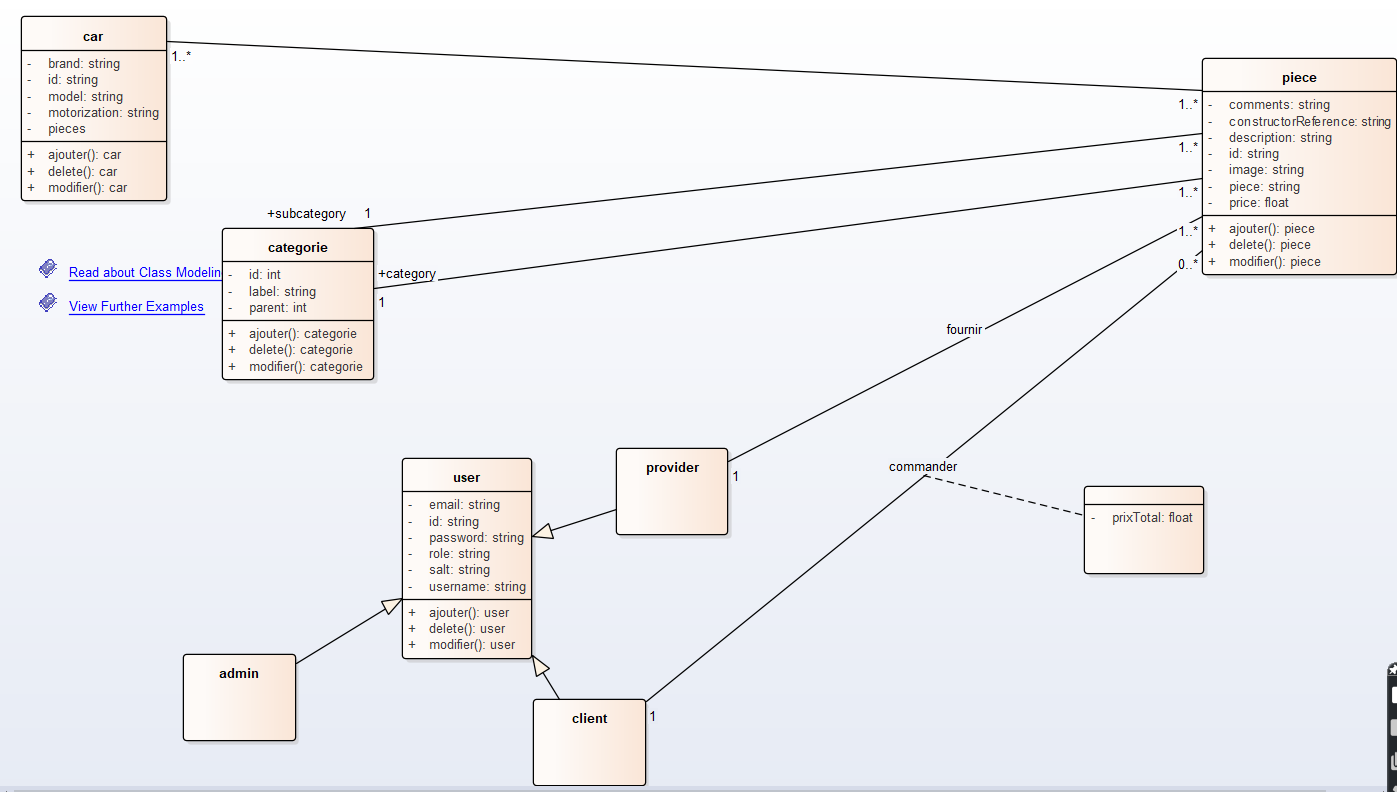 car
- brand: string
- id: string
- model: string
- motorization: string
- pieces
+ ajouter(): car
+ delete(): car
+ modifier(): car
1..*
piece
- comments: string
- constructorReference: string
- description: string
- id: string
- image: string
- piece: string
- price: float
+ ajouter(): piece
+ delete(): piece
+ modifier(): piece
1..*
1..*
1..*
1..*
0..*
+subcategory 1
categorie
- id: int
- label: string
- parent: int
+ ajouter(): categorie
+ delete(): categorie
+ modifier(): categorie
+category
1
Read about Class Modelin
View Further Examples
fournir
commander
provider
1
user
- email: string
- id: string
- password: string
- role: string
- salt: string
- username: string
+ ajouter(): user
+ delete(): user
+ modifier(): user
- prixTotal: float
admin
client
1